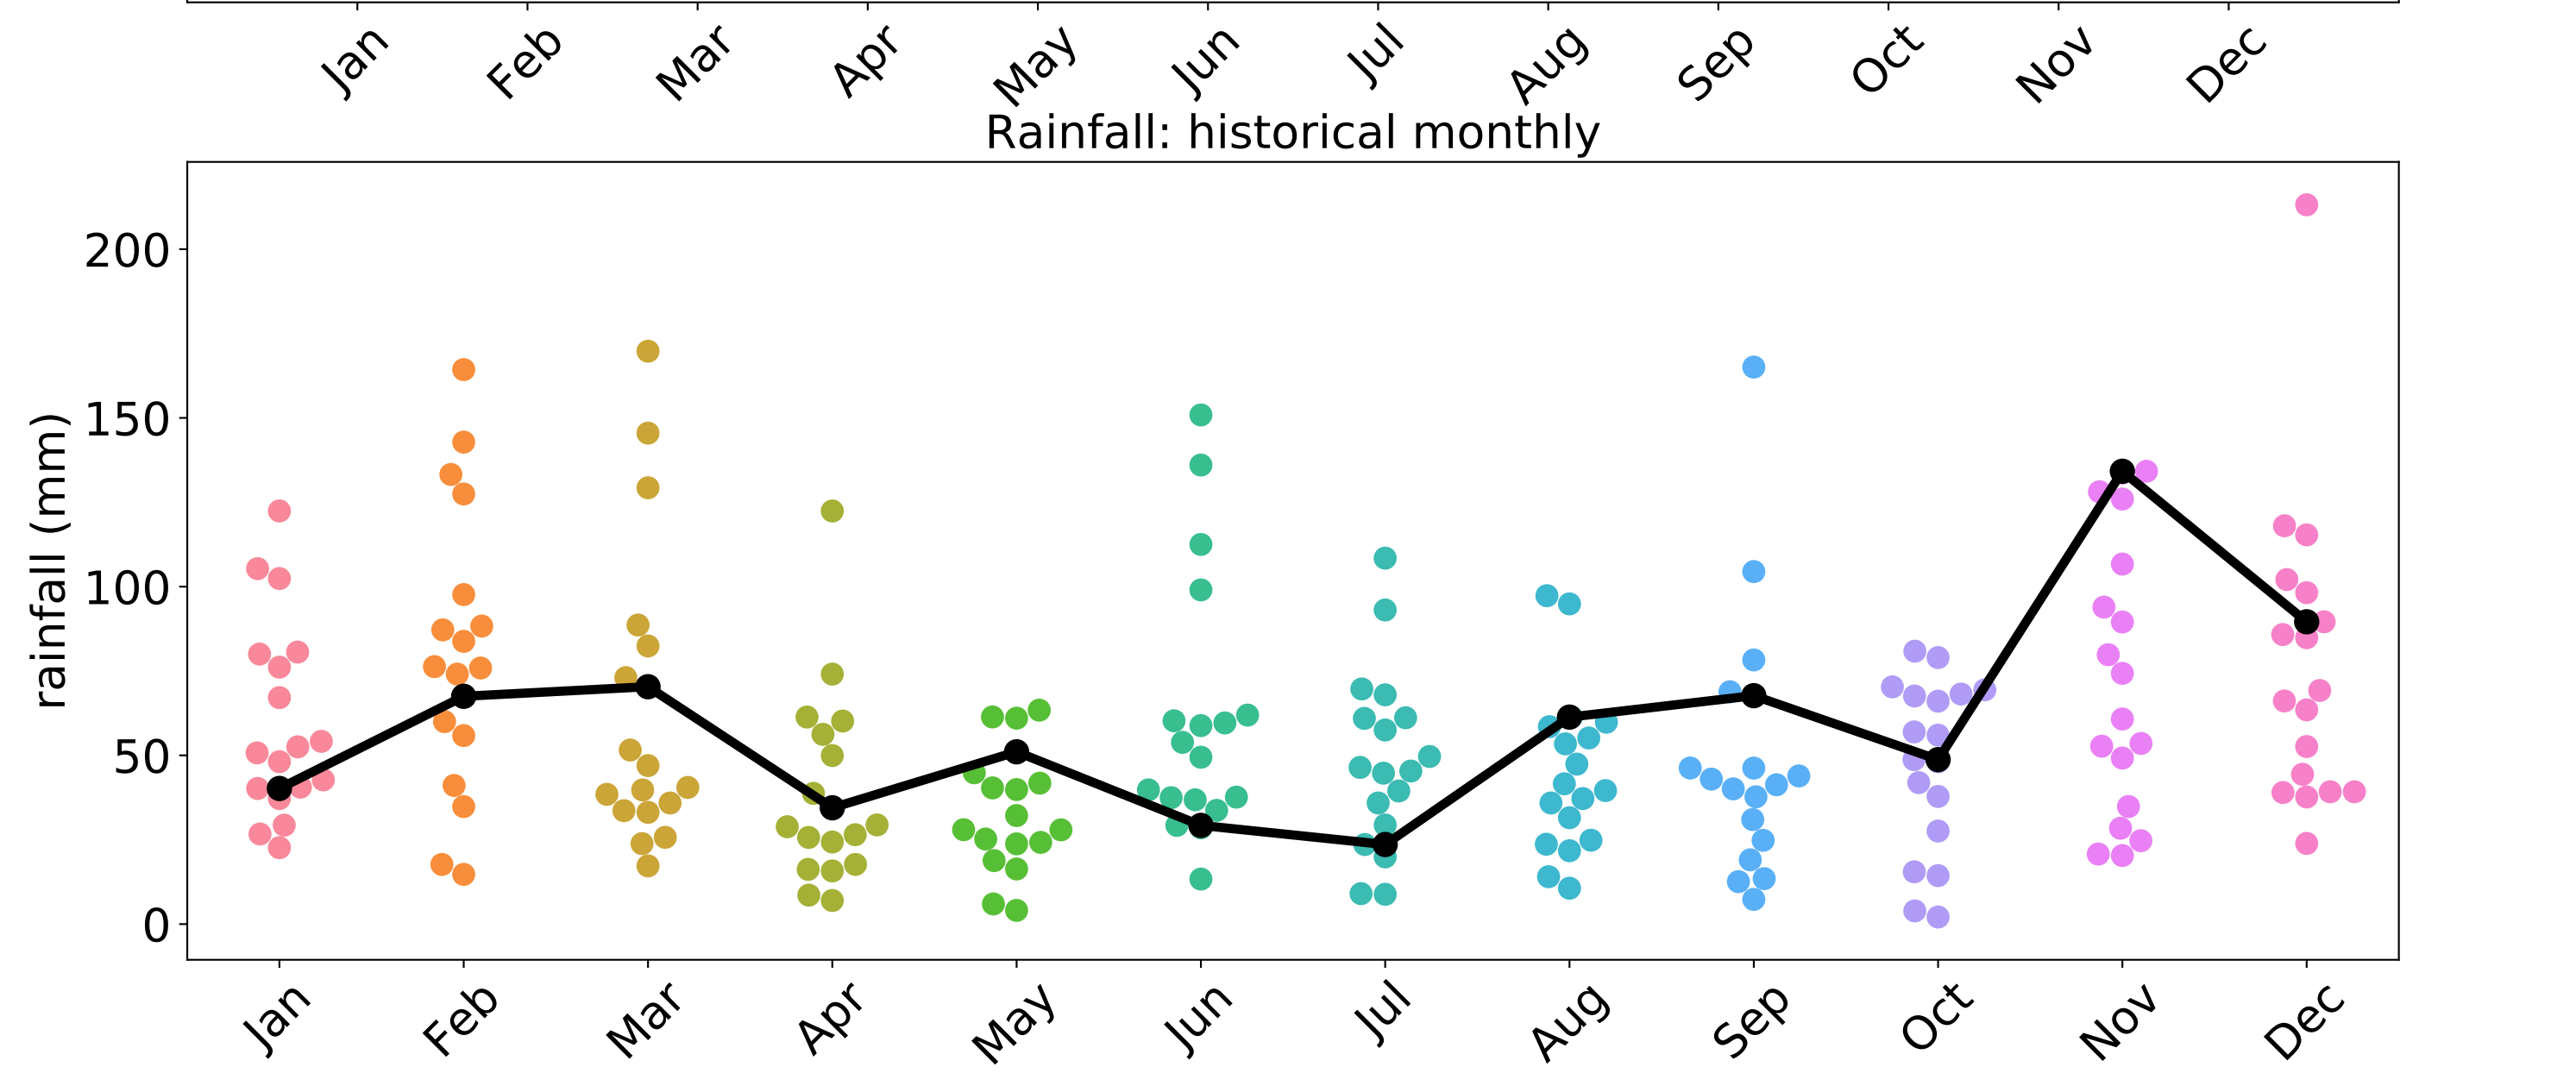 Jan Feb Mar Apr May Jun Jul Aug Sep Oct Nov Dec
Rainfall: historical monthly
rainfall (mm)
200
150
100
50
0
Jan Feb Mar Apr May Jun Jul Aug Sep Oct Nov Dec